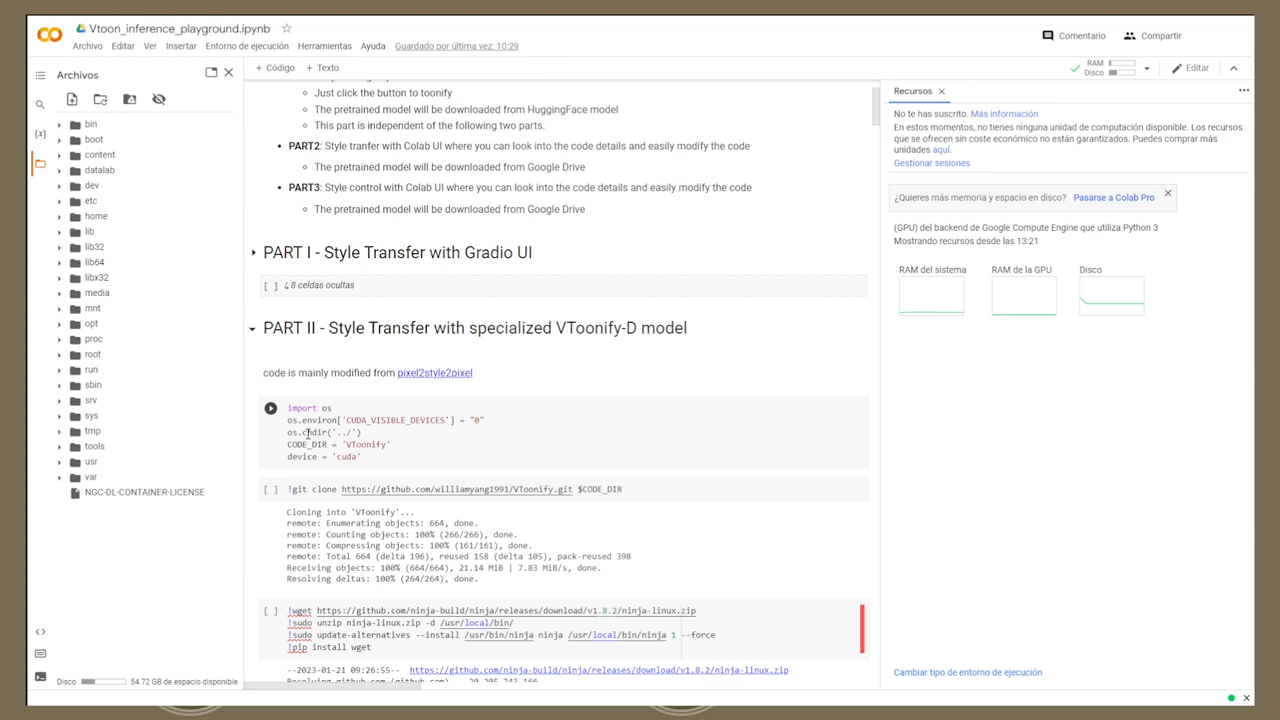 Vtoon_inference_playground.ipynb
Archivo Editar Ver Insertar Entorno de ejecución Herramientas Ayuda Guardado por última vez: 10:29
Comentario Compartir
Archivos
+ Código + Texto
RAM
Disco
Editar
bin
boot
content
datalab
dev
etc
home
lib
lib32
lib64
libx32
media
mnt
opt
proc
root
run
sbin
srv
sys
tmp
tools
usr
var
NGC-DL-CONTAINER-LICENSE
Disco 54.72 GB de espacio disponible
Just click the button to toonify
The pretrained model will be downloaded from HuggingFace model
This part is independent of the following two parts.
PART2: Style tranfer with Colab UI where you can look into the code details and easily modify the code
The pretrained model will be downloaded from Google Drive
PART3: Style control with Colab UI where you can look into the code details and easily modify the code
The pretrained model will be downloaded from Google Drive
PART I - Style Transfer with Gradio UI
[ ] ↳ 8 celdas ocultas
PART II - Style Transfer with specialized VToonify-D model
code is mainly modified from pixel2style2pixel
import os
os.environ['CUDA_VISIBLE_DEVICES'] = "0"
os.chdir('../')
CODE_DIR = 'VToonify'
device = 'cuda'
[ ] !git clone https://github.com/williamyang1991/VToonify.git $CODE_DIR
Cloning into 'VToonify'...
remote: Enumerating objects: 664, done.
remote: Counting objects: 100% (266/266), done.
remote: Compressing objects: 100% (161/161), done.
remote: Total 664 (delta 196), reused 158 (delta 105), pack-reused 398
Receiving objects: 100% (664/664), 21.14 MiB | 7.83 MiB/s, done.
Resolving deltas: 100% (264/264), done.
[ ] !wget https://github.com/ninja-build/ninja/releases/download/v1.8.2/ninja-linux.zip
!sudo unzip ninja-linux.zip -d /usr/local/bin/
!sudo update-alternatives --install /usr/bin/ninja ninja /usr/local/bin/ninja 1 --force
!pip install wget
--2023-01-21 09:26:55-- https://github.com/ninja-build/ninja/releases/download/v1.8.2/ninja-linux.zip
Recursos
No te has suscrito. Más información
En estos momentos, no tienes ninguna unidad de computación disponible. Los recursos
que se ofrecen sin coste económico no están garantizados. Puedes comprar más
unidades aquí.
Gestionar sesiones
¿Quieres más memoria y espacio en disco? Pasarse a Colab Pro
(GPU) del backend de Google Compute Engine que utiliza Python 3
Mostrando recursos desde las 13:21
RAM del sistema RAM de la GPU Disco
Cambiar tipo de entorno de ejecución